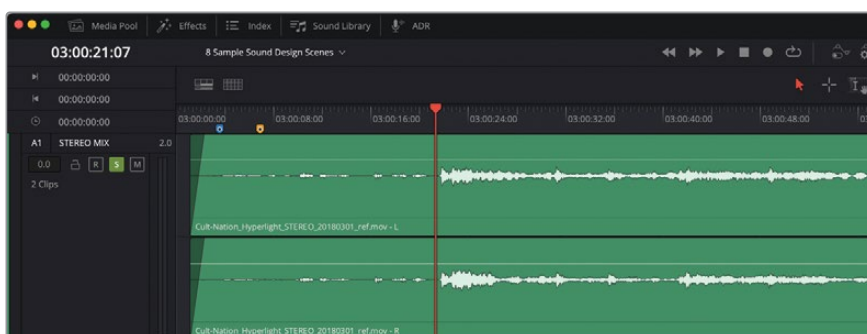 Media Pool Effects Index Sound Library ADR
03:00:21:07 8 Sample Sound Design Scenes
00:00:00:00
00:00:00:00
00:00:00:00
03:00:00:00 03:00:08:00 03:00:16:00 03:00:24:00 03:00:32:00 03:00:40:00 03:00:48:00
A1 STEREO MIX 2.0
0.0 R S M
2 Clips
Cult-Nation_Hyperlight_STEREO_20180301_ref.mov - L
Cult-Nation_Hyperlight_STEREO_20180301_ref.mov - R